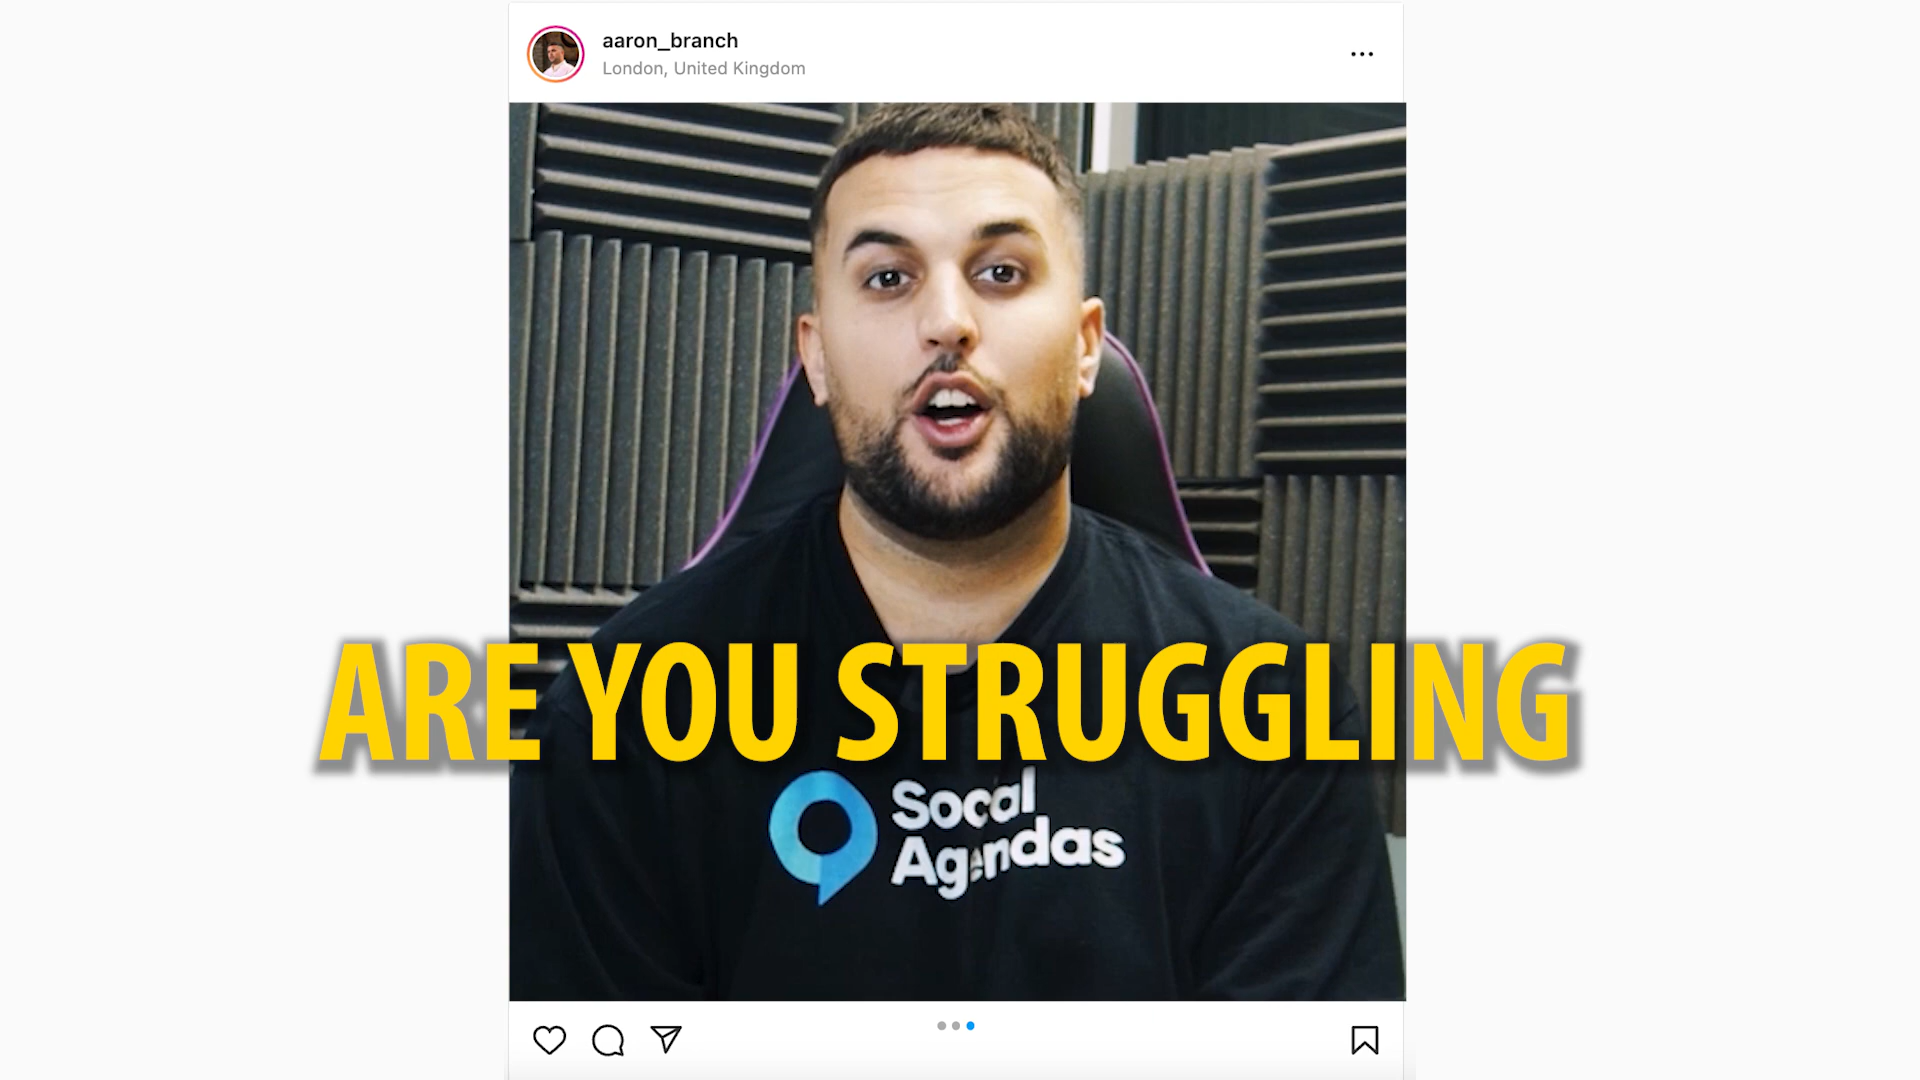 aaron_branch
London, United Kingdom
ARE YOU STRUGGLING
Social
Agendas